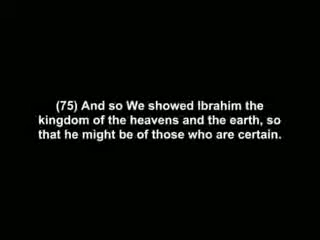 (75) And so We showed Ibrahim the
kingdom of the heavens and the earth, so
that he might be of those who are certain.